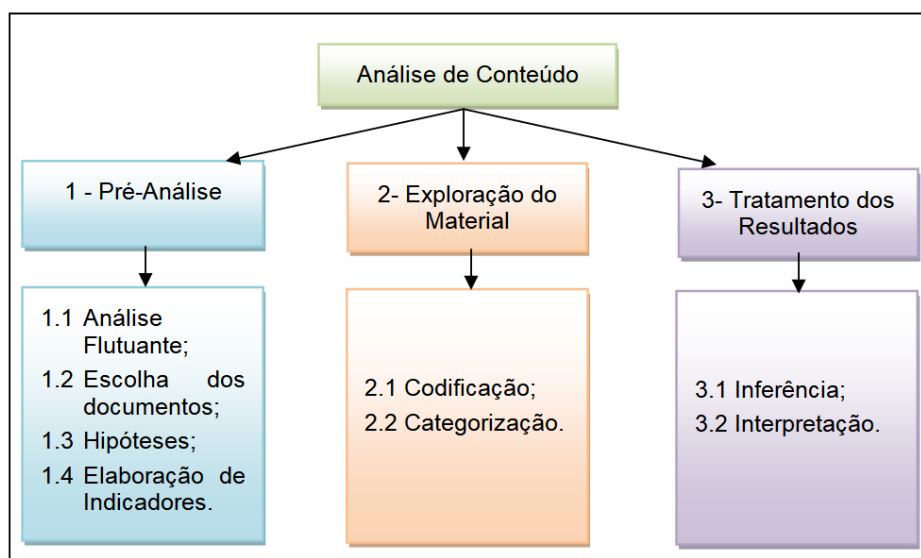 Análise de Conteúdo
1 - Pré-Análise
2- Exploração do
Material
3- Tratamento dos
Resultados
1.1 Análise
Flutuante;
1.2 Escolha dos
documentos;
1.3 Hipóteses;
1.4 Elaboração de
Indicadores.
2.1 Codificação;
2.2 Categorização.
3.1 Inferência;
3.2 Interpretação.